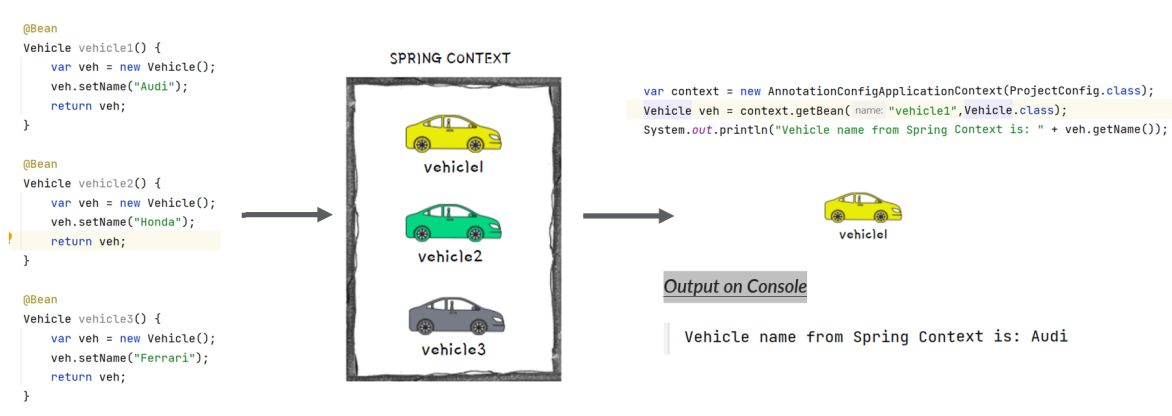 @Bean
Vehicle vehicle1() {
var veh = new Vehicle();
veh.setName("Audi");
return veh;
}
@Bean
Vehicle vehicle2() {
var veh = new Vehicle();
veh.setName("Honda");
return veh;
}
@Bean
Vehicle vehicle3() {
var veh = new Vehicle();
veh.setName("Ferrari");
return veh;
}
SPRING CONTEXT
vehicle1
vehicle2
vehicle3
var context = new AnnotationConfigApplicationContext(ProjectConfig.class);
Vehicle veh = context.getBean( name: "vehicle1",Vehicle.class);
System.out.println("Vehicle name from Spring Context is: " + veh.getName());
vehicle1
Output on Console
Vehicle name from Spring Context is: Audi